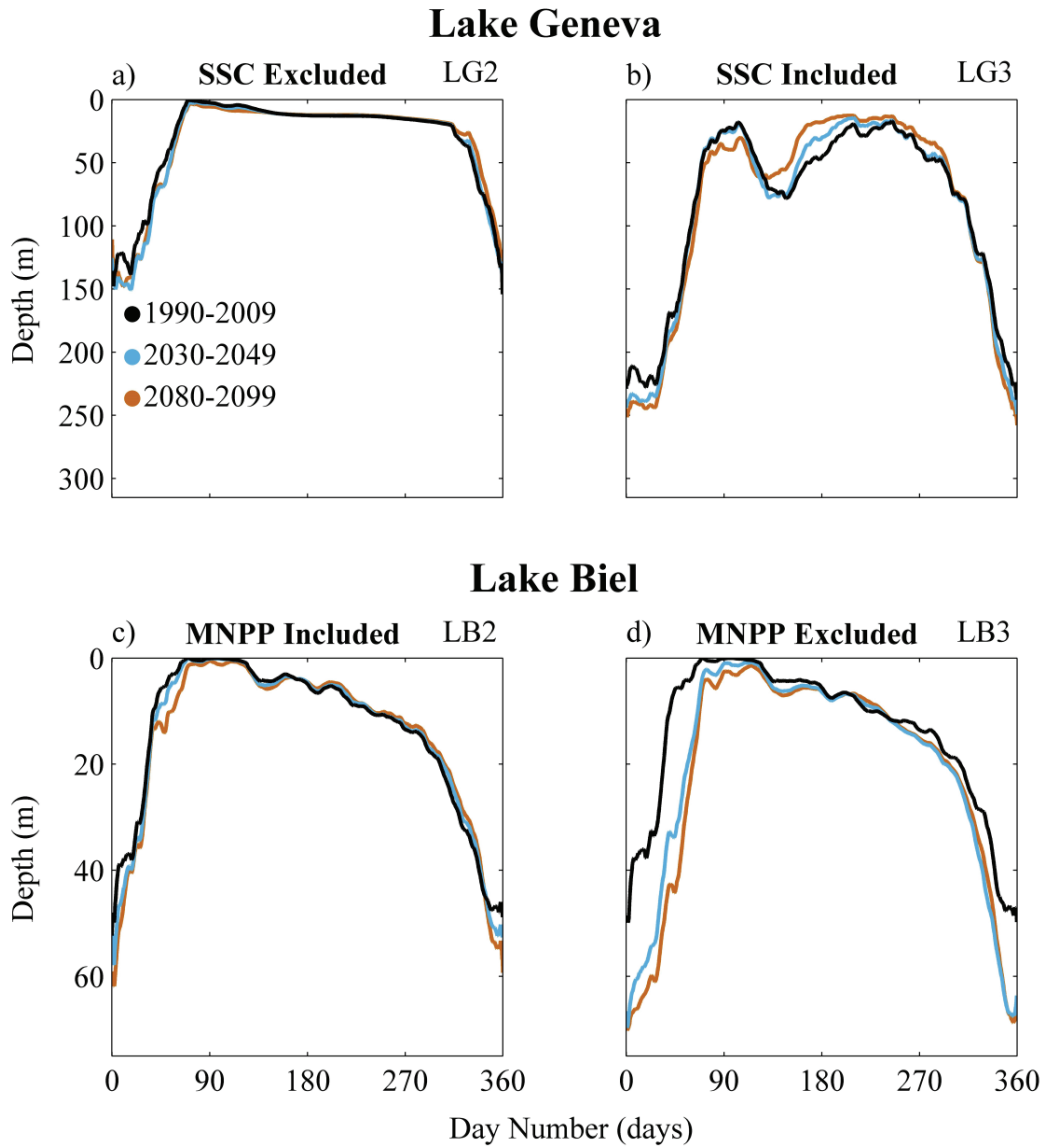 Lake Geneva
a) SSC Excluded LG2
b) SSC Included LG3
0
50
100
150
200
250
300
Depth (m)
1990-2009
2030-2049
2080-2099
Lake Biel
c) MNPP Included LB2
d) MNPP Excluded LB3
0
20
40
60
Depth (m)
0 90 180 270 360
0 90 180 270 360
Day Number (days)